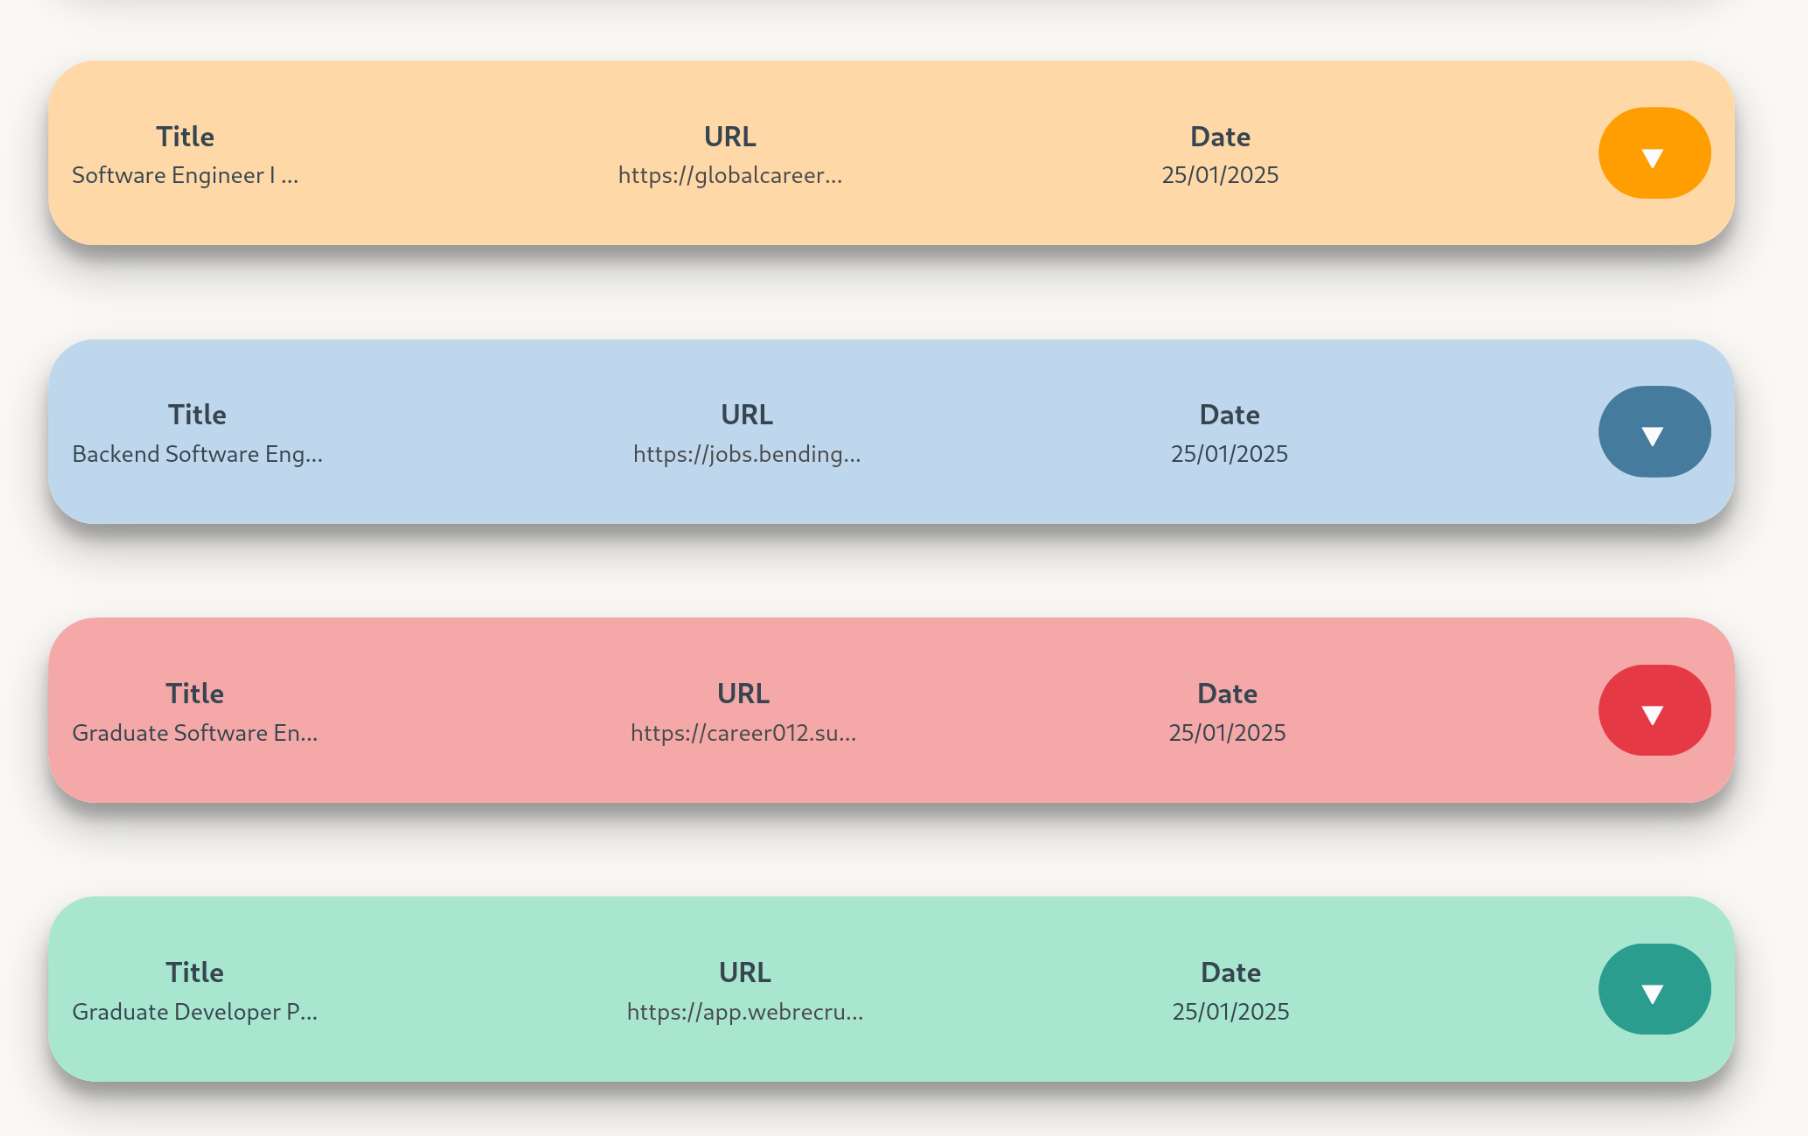 Title URL Date
Software Engineer I ... https://globalcareer... 25/01/2025
Title URL Date
Backend Software Eng... https://jobs.bending... 25/01/2025
Title URL Date
Graduate Software En... https://career012.su... 25/01/2025
Title URL Date
Graduate Developer P... https://app.webrecru... 25/01/2025